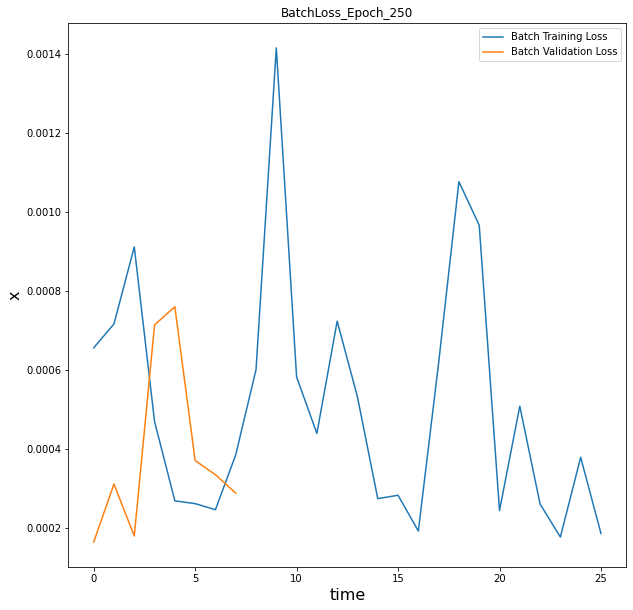 BatchLoss_Epoch_250
Batch Training Loss
Batch Validation Loss
0.0014
0.0012
0.0010
0.0008
0.0006
0.0004
0.0002
x
0 5 10 15 20 25
time